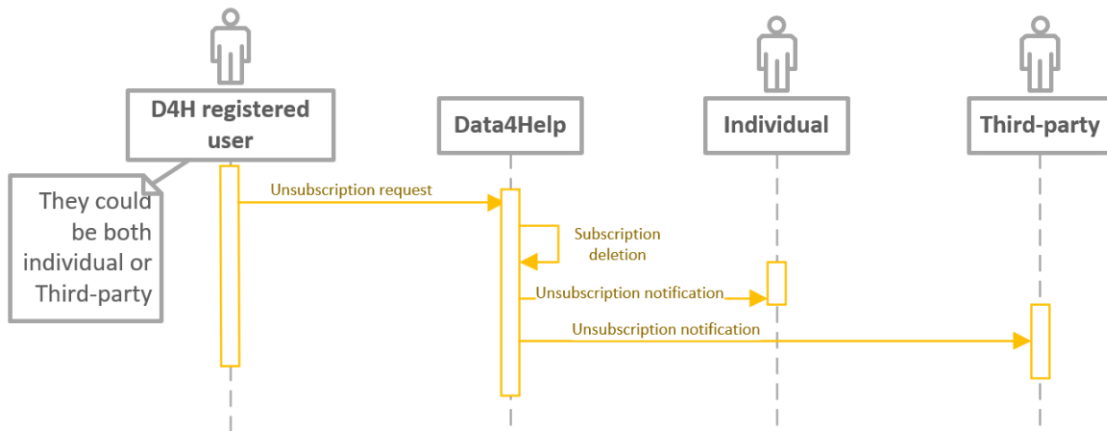 D4H registered
user
Data4Help
Individual
Third-party
They could
be both
individual or
Third-party
Unsubscription request
Subscription
deletion
Unsubscription notification
Unsubscription notification